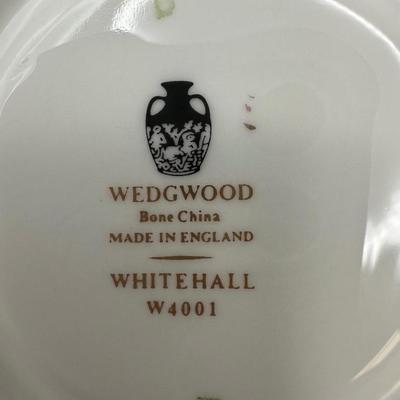 WEDGWOOD
Bone China
MADE IN ENGLAND
WHITEHALL
W4001